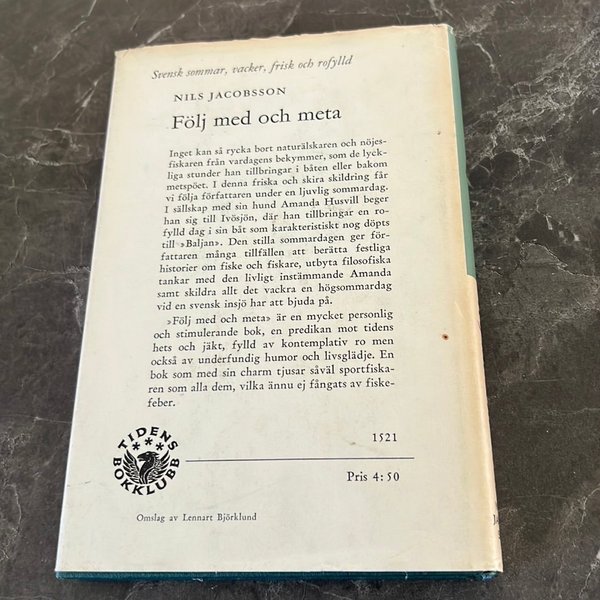 Svensk sommar, vacker, frisk och rofylld
NILS JACOBSSON
Följ med och meta
Inget kan så rycka bort naturälskaren och nöjes-
fiskaren från vardagens bekymmer, som de lyck-
liga stunder han tillbringar i båten eller bakom
metspöet. I denna friska och skira skildring får
vi följa författaren under en ljuvlig sommardag.
I sällskap med sin hund Amanda Husvill beger
han sig till Ivösjön, där han tillbringar en ro-
fylld dag i sin båt som karakteristiskt nog döpts
till »Baljan». Den stilla sommardagen ger för-
fattaren många tillfällen att berätta festliga
historier om fiske och fiskare, utbyta filosofiska
tankar med den livligt instämmande Amanda
samt skildra allt det vackra en högsommardag
vid en svensk insjö har att bjuda på.
»Följ med och meta» är en mycket personlig
och stimulerande bok, en predikan mot tidens
hets och jäkt, fylld av kontemplativ ro men
också av underfundig humor och livsglädje. En
bok som med sin charm tjusar såväl sportfiska-
ren som alla dem, vilka ännu ej fångats av fiske-
feber.
TIDENS
BOKKLUBB
1521
Pris 4:50
Omslag av Lennart Björklund